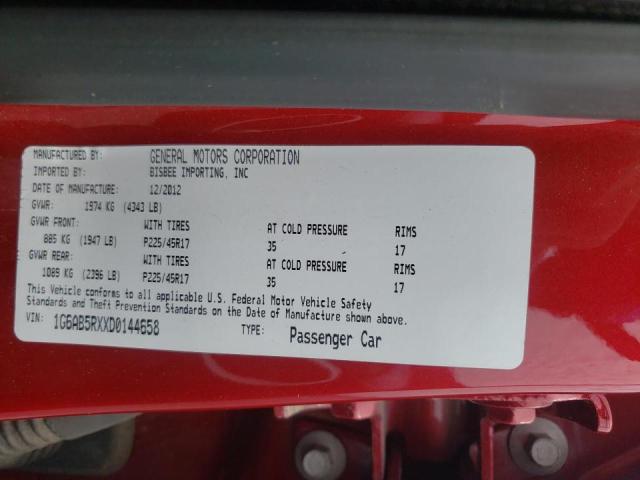 MANUFACTURED BY: GENERAL MOTORS CORPORATION
IMPORTED BY: BISBEE IMPORTING, INC
DATE OF MANUFACTURE: 12/2012
GVWR: 1974 KG (4343 LB)
GVWR FRONT: WITH TIRES AT COLD PRESSURE RIMS
885 KG (1947 LB) P225/45R17 35 17
GVWR REAR: WITH TIRES AT COLD PRESSURE RIMS
1089 KG (2396 LB) P225/45R17 35 17
This Vehicle conforms to all applicable U.S. Federal Motor Vehicle Safety
Standards and Theft Prevention Standards on the Date of Manufacture shown above.
VIN: 1G6AB5RXXD0144658 TYPE: Passenger Car